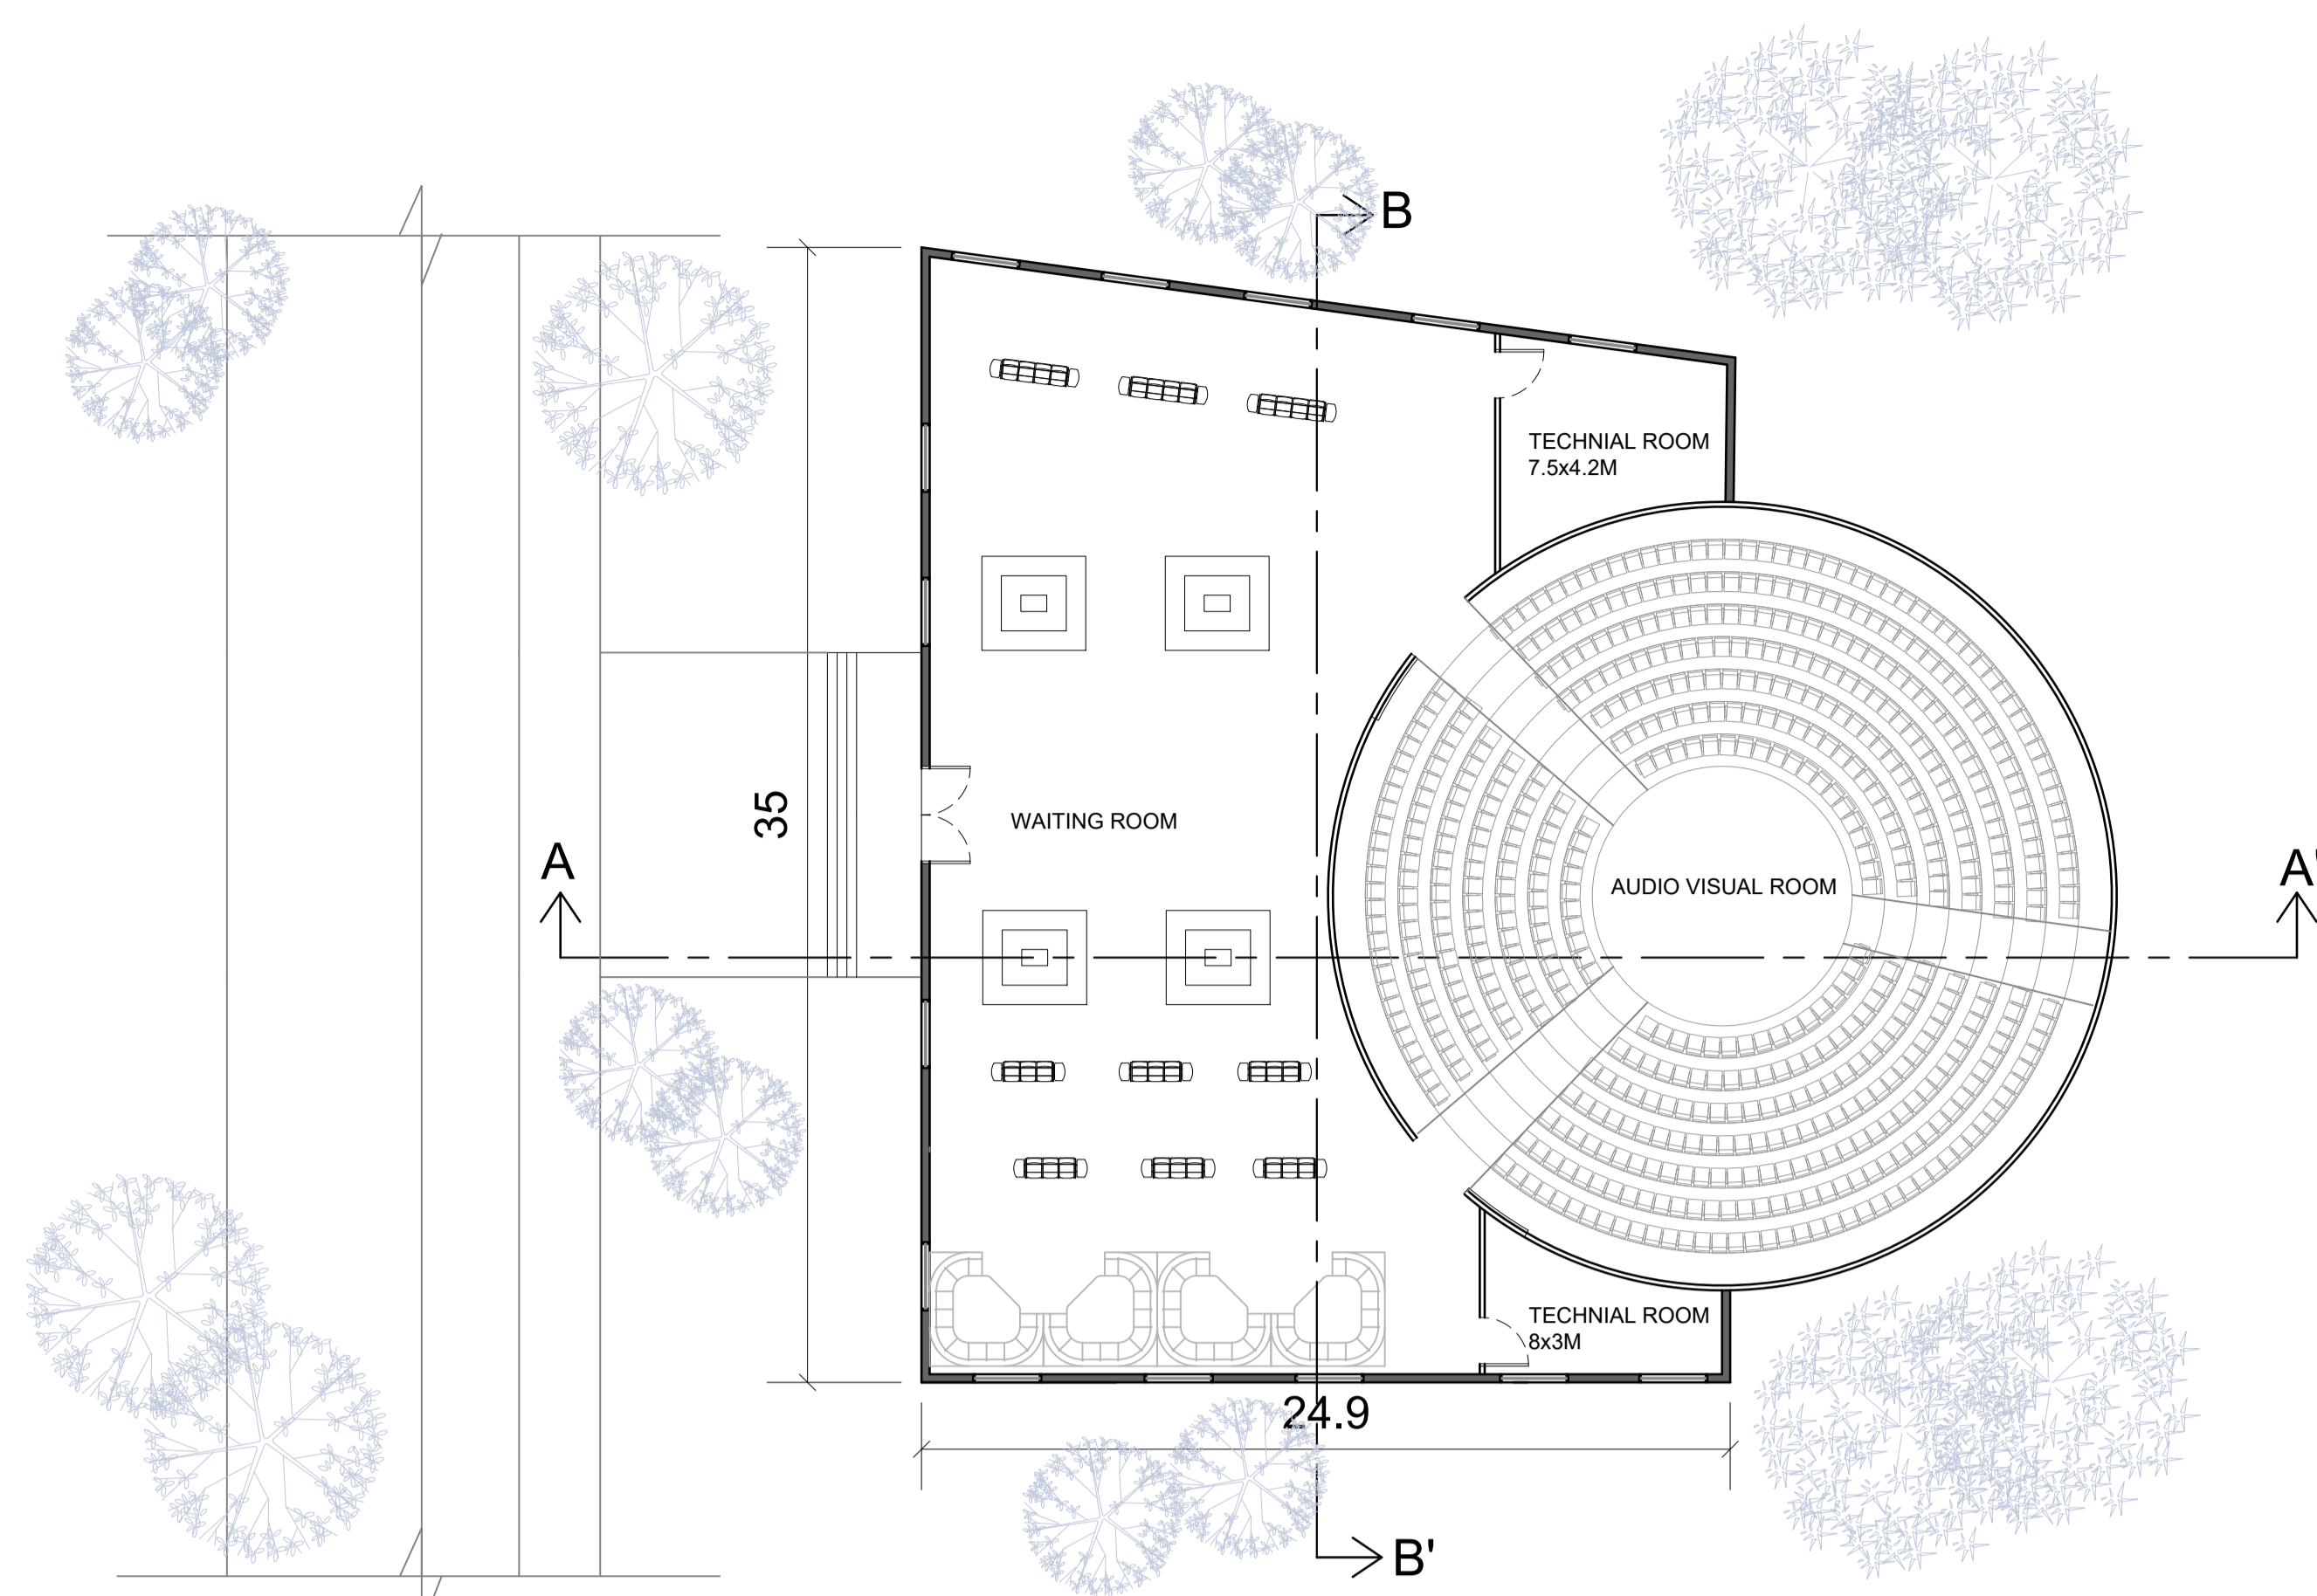 B
TECHNIAL ROOM
7.5x4.2M
35
WAITING ROOM
A
A'
AUDIO VISUAL ROOM
TECHNIAL ROOM
8x3M
24.9
B'